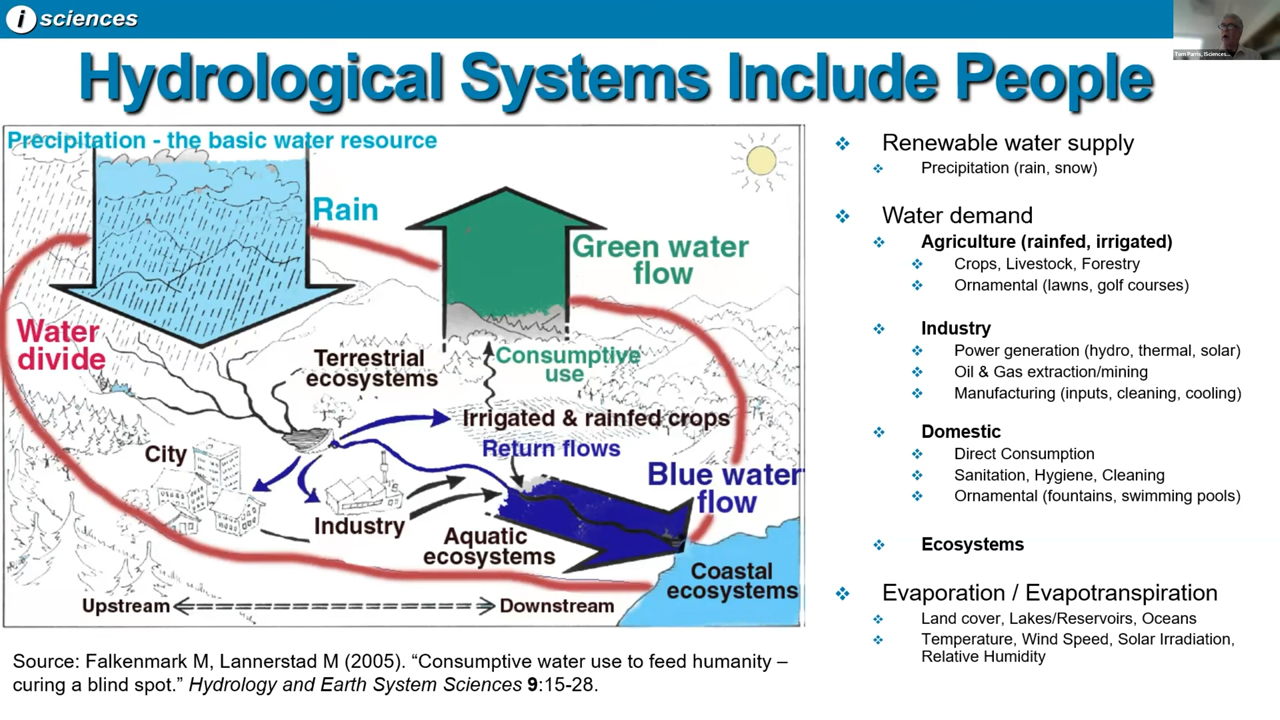 i sciences
Tom Parris, ISciences...
Hydrological Systems Include People
Precipitation - the basic water resource
Rain
Green water
flow
Water
divide
Terrestrial
ecosystems
Consumptive
use
Irrigated & rainfed crops
City
Return flows
Blue water
flow
Industry
Aquatic
ecosystems
Coastal
ecosystems
Upstream
Downstream
Source: Falkenmark M, Lannerstad M (2005). “Consumptive water use to feed humanity –
curing a blind spot.” Hydrology and Earth System Sciences 9:15-28.
Renewable water supply
Precipitation (rain, snow)
Water demand
Agriculture (rainfed, irrigated)
Crops, Livestock, Forestry
Ornamental (lawns, golf courses)
Industry
Power generation (hydro, thermal, solar)
Oil & Gas extraction/mining
Manufacturing (inputs, cleaning, cooling)
Domestic
Direct Consumption
Sanitation, Hygiene, Cleaning
Ornamental (fountains, swimming pools)
Ecosystems
Evaporation / Evapotranspiration
Land cover, Lakes/Reservoirs, Oceans
Temperature, Wind Speed, Solar Irradiation,
Relative Humidity